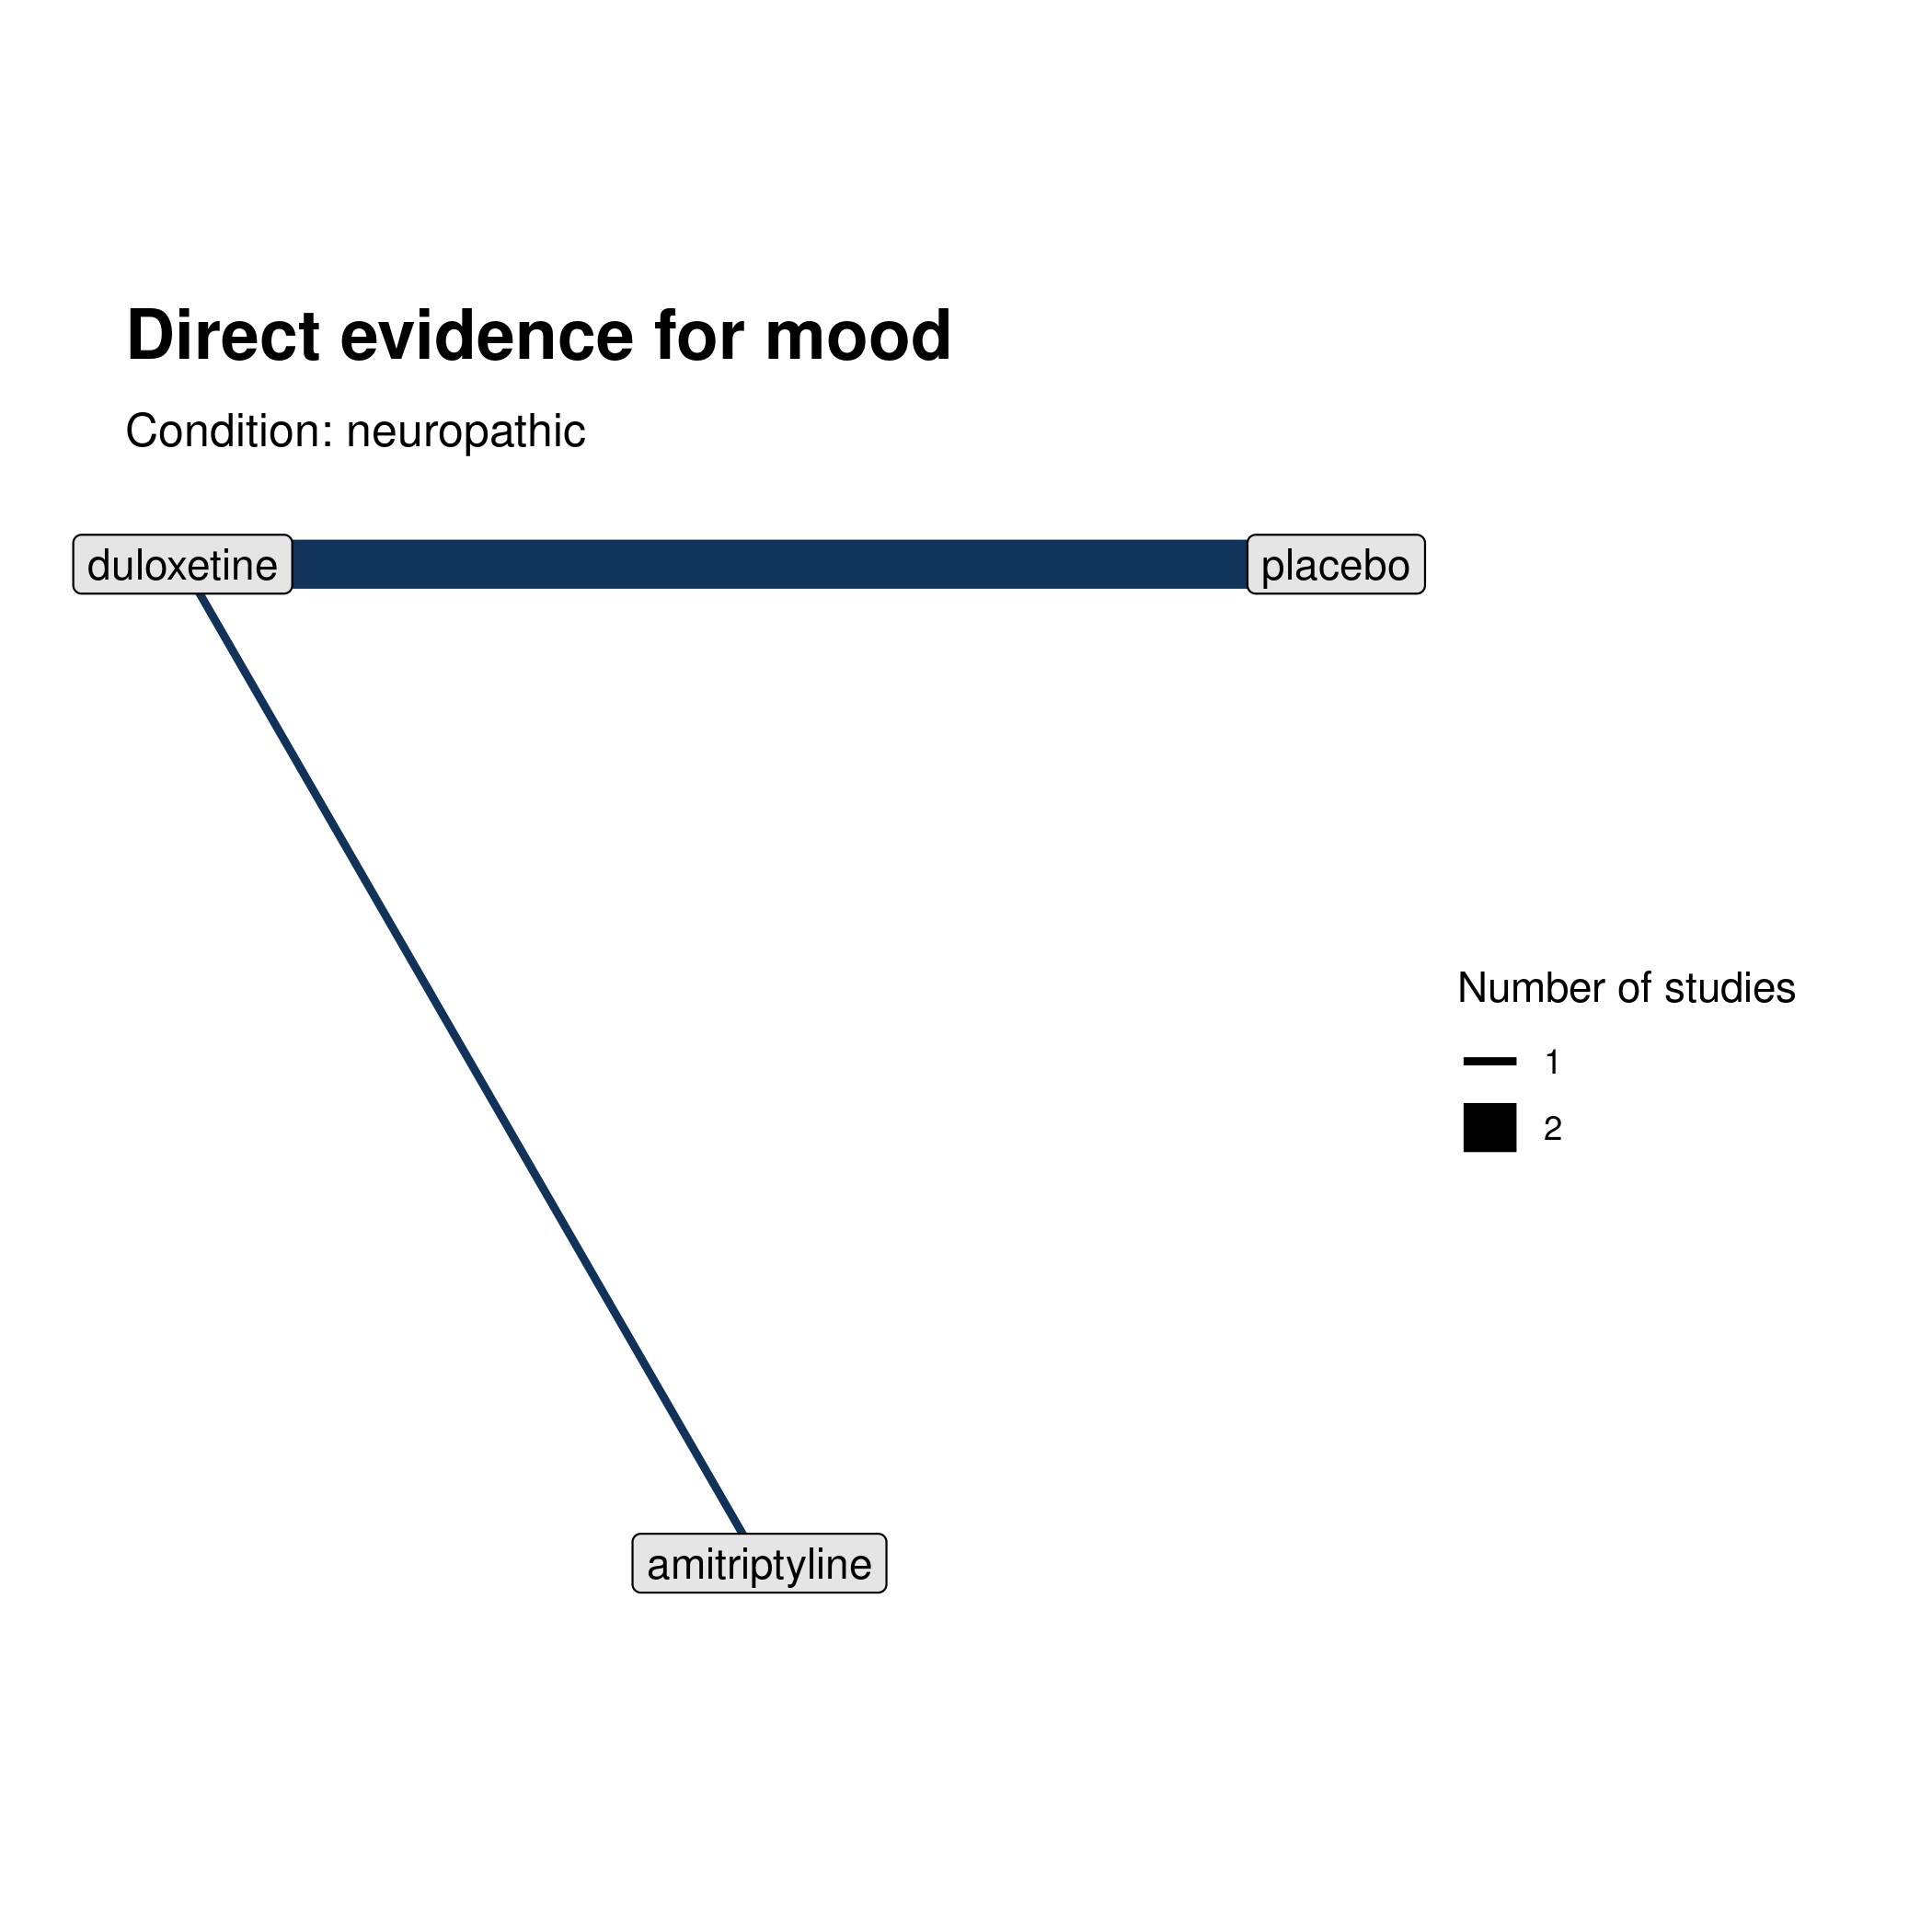 Direct evidence for mood
Condition: neuropathic
duloxetine
placebo
Number of studies
1
2
amitriptyline